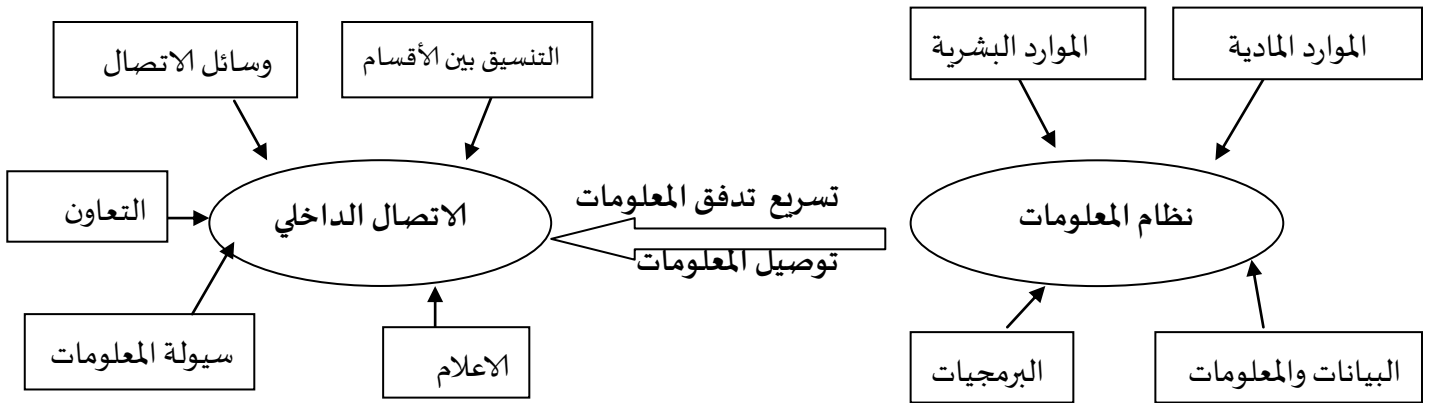 الموارد المادية
الموارد البشرية
التنسيق بين الأقسام
وسائل الاتصال
نظام المعلومات
تسريع تدفق المعلومات
توصيل المعلومات
الاتصال الداخلي
التعاون
البيانات والمعلومات
البرمجيات
الاعلام
سيولة المعلومات